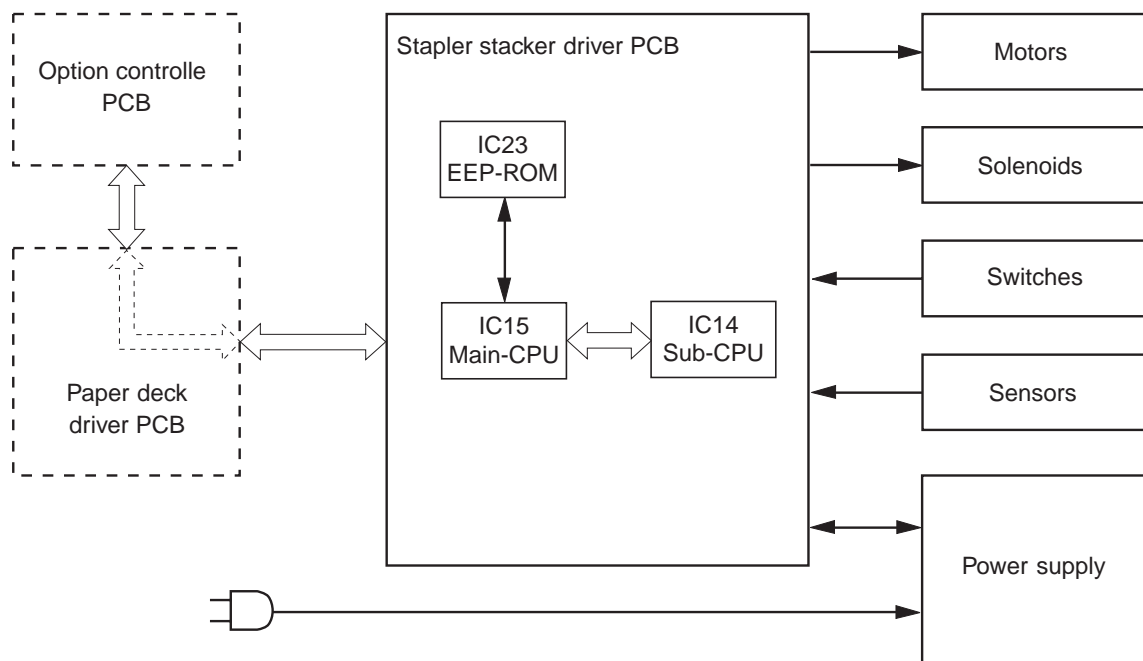 Option controlle
PCB
Paper deck
driver PCB
Stapler stacker driver PCB
IC23
EEP-ROM
IC15
Main-CPU
IC14
Sub-CPU
Motors
Solenoids
Switches
Sensors
Power supply